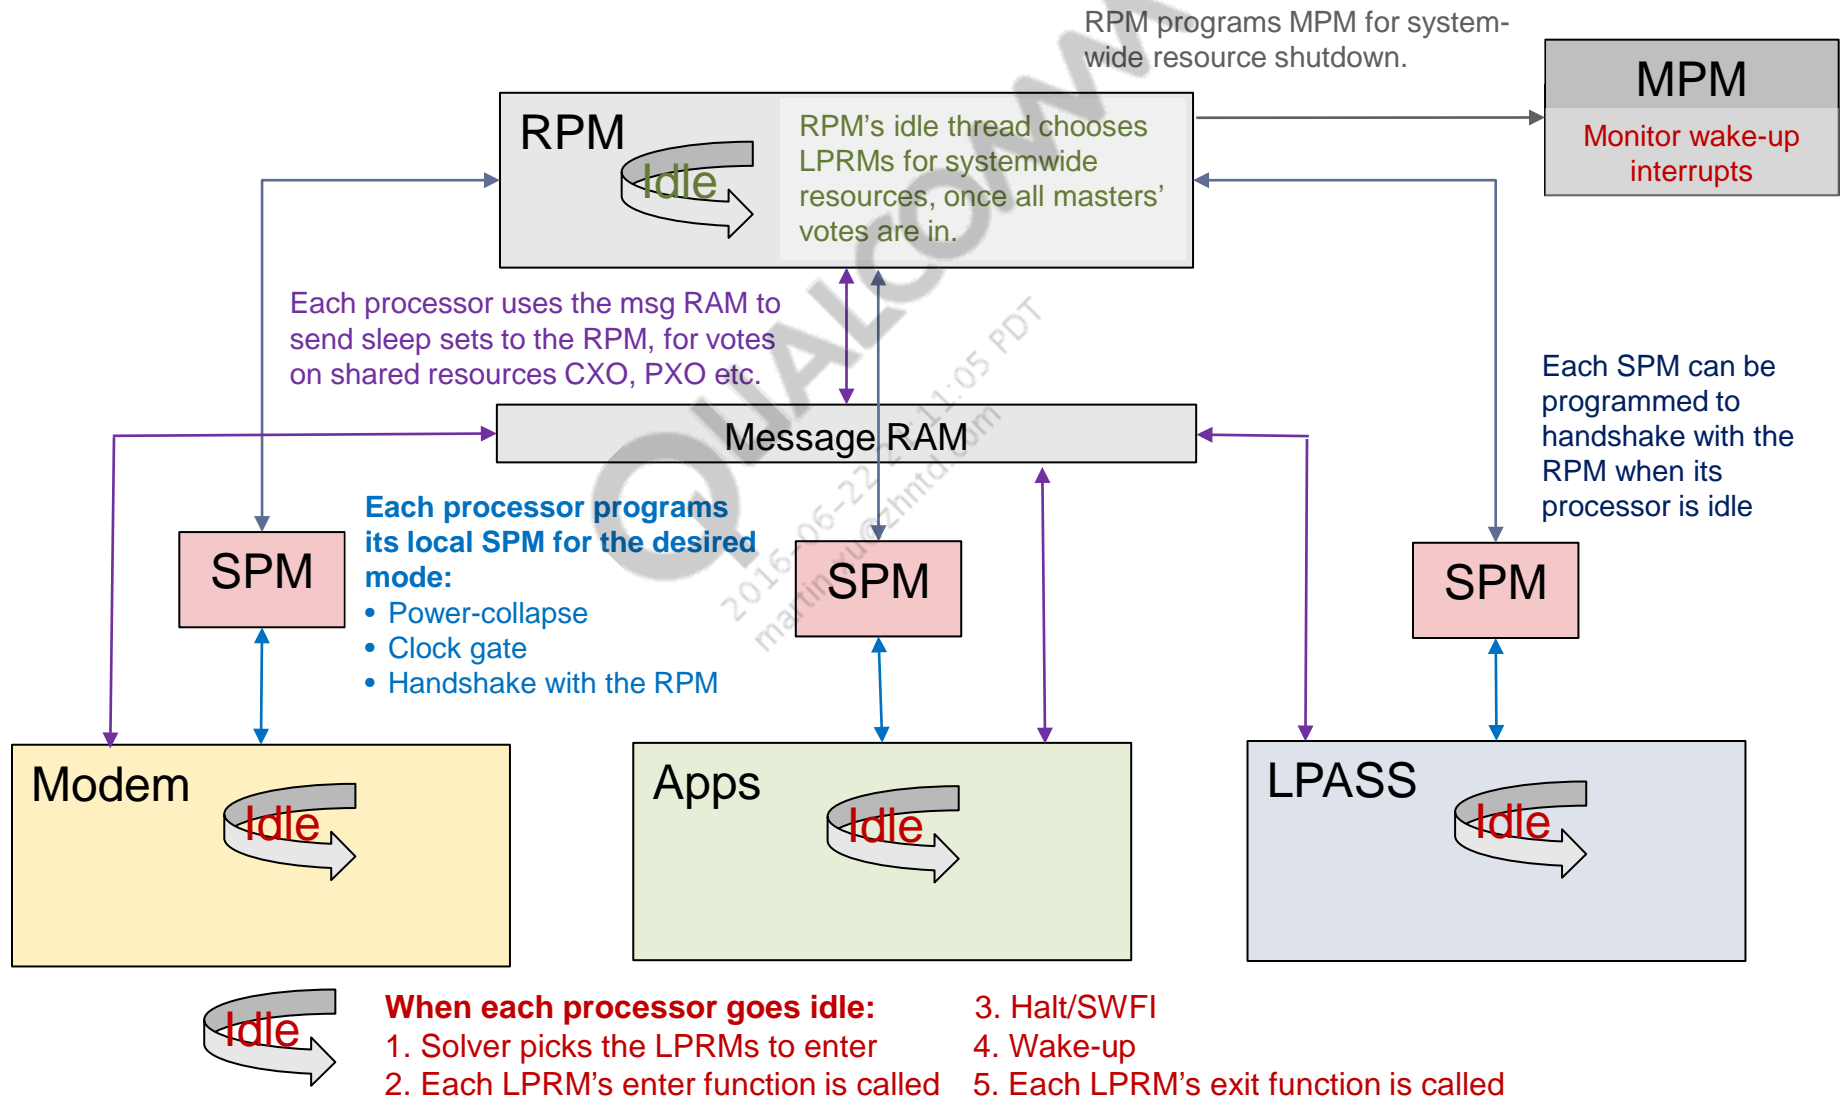 RPM programs MPM for system-
wide resource shutdown.
MPM
Monitor wake-up
interrupts
RPM
Idle
RPM's idle thread chooses
LPRMs for systemwide
resources, once all masters'
votes are in.
Each processor uses the msg RAM to
send sleep sets to the RPM, for votes
on shared resources CXO, PXO etc.
Message RAM
Each SPM can be
programmed to
handshake with the
RPM when its
processor is idle
Each processor programs
its local SPM for the desired
mode:
• Power-collapse
• Clock gate
• Handshake with the RPM
SPM
SPM
SPM
Modem
Idle
Apps
Idle
LPASS
Idle
Idle
When each processor goes idle:
1. Solver picks the LPRMs to enter
2. Each LPRM's enter function is called
3. Halt/SWFI
4. Wake-up
5. Each LPRM's exit function is called